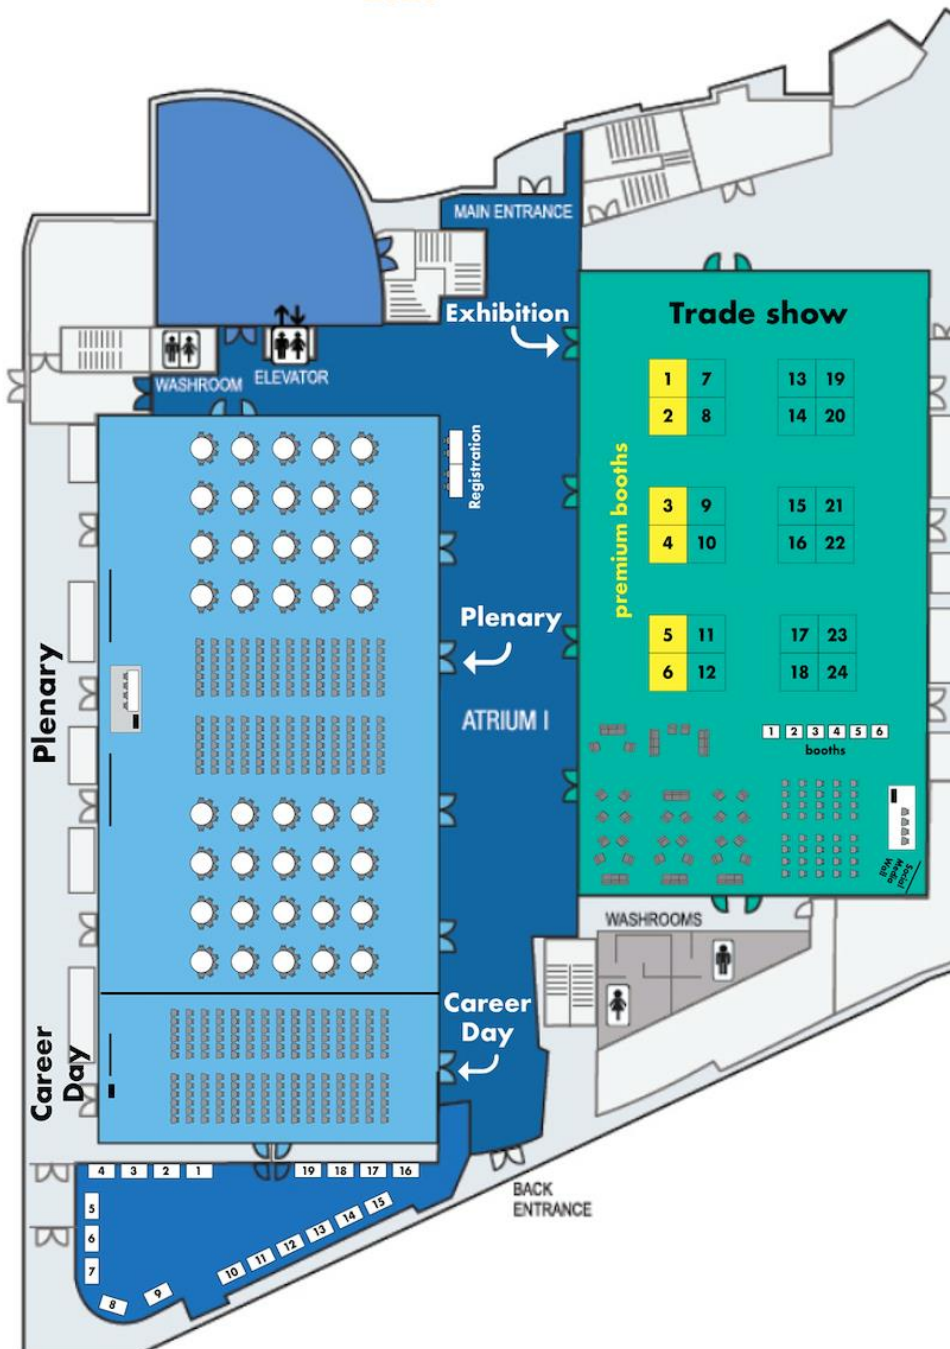 MAIN ENTRANCE
Exhibition
Trade show
WASHROOM
ELEVATOR
Registration
premium booths
1 7 13 19
2 8 14 20
3 9 15 21
4 10 16 22
5 11 17 23
6 12 18 24
Plenary
Plenary
ATRIUM I
1 2 3 4 5 6
booths
Social
Media
Wall
WASHROOMS
Career
Day
Career
Day
4 3 2 1 19 18 17 16
5
6
7
8
9
10
11
12
13
14
15
BACK
ENTRANCE